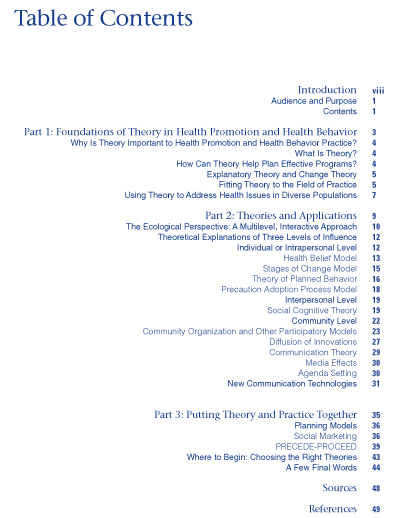 Table of Contents
Introduction viii
Audience and Purpose 1
Contents 1
Part 1: Foundations of Theory in Health Promotion and Health Behavior 3
Why Is Theory Important to Health Promotion and Health Behavior Practice? 4
What Is Theory? 4
How Can Theory Help Plan Effective Programs? 4
Explanatory Theory and Change Theory 5
Fitting Theory to the Field of Practice 5
Using Theory to Address Health Issues in Diverse Populations 7
Part 2: Theories and Applications 9
The Ecological Perspective: A Multilevel, Interactive Approach 10
Theoretical Explanations of Three Levels of Influence 12
Individual or Intrapersonal Level 12
Health Belief Model 13
Stages of Change Model 15
Theory of Planned Behavior 16
Precaution Adoption Process Model 18
Interpersonal Level 19
Social Cognitive Theory 19
Community Level 22
Community Organization and Other Participatory Models 23
Diffusion of Innovations 27
Communication Theory 29
Media Effects 30
Agenda Setting 30
New Communication Technologies 31
Part 3: Putting Theory and Practice Together 35
Planning Models 36
Social Marketing 36
PRECEDE-PROCEED 39
Where to Begin: Choosing the Right Theories 43
A Few Final Words 44
Sources 48
References 49